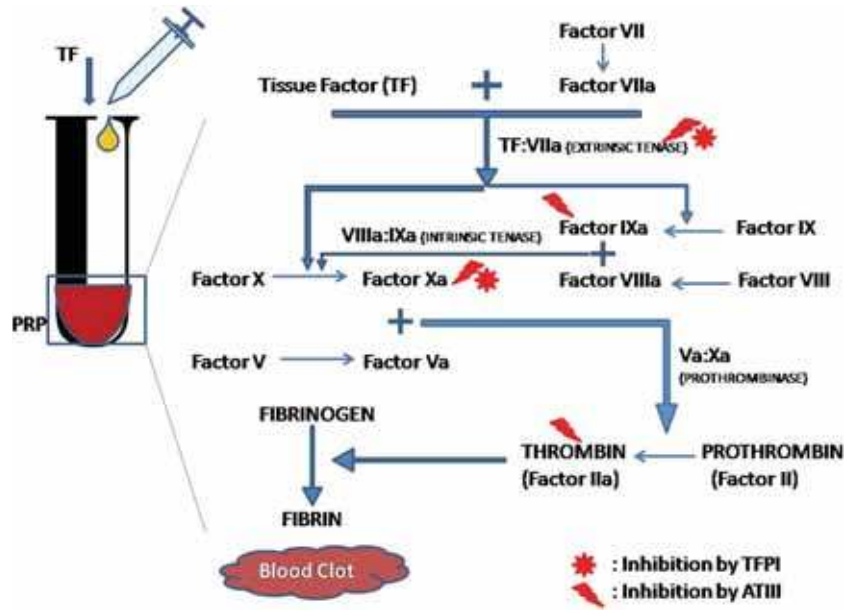 TF
Factor VII
Tissue Factor (TF)
+
Factor VIIa
TF:VIIa (EXTRINSIC TENASE)
VIIIa:IXa (INTRINSIC TENASE)
Factor IXa
Factor IX
+
Factor X
Factor Xa
Factor VIIIa
Factor VIII
PRP
+
Factor V
Factor Va
Va:Xa
(PROTHROMBINASE)
FIBRINOGEN
THROMBIN
(Factor IIa)
PROTHROMBIN
(Factor II)
FIBRIN
Blood Clot
: Inhibition by TFPI
: Inhibition by ATIII